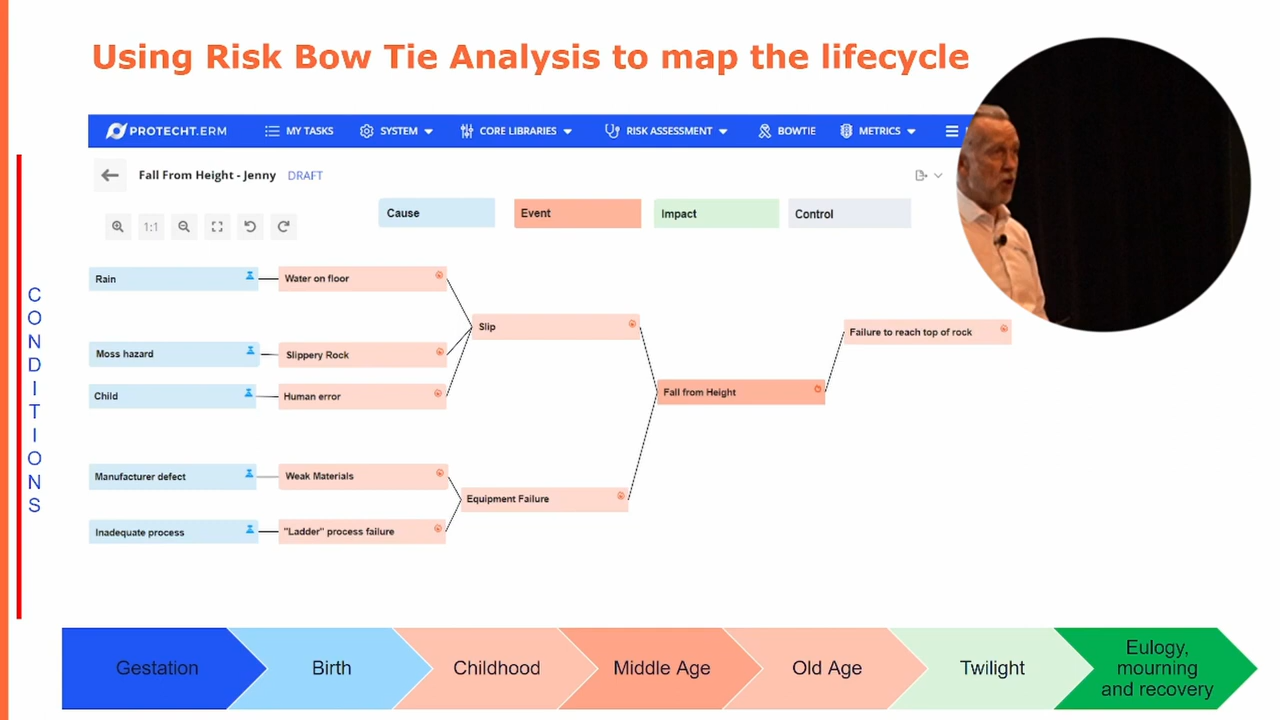 Using Risk Bow Tie Analysis to map the lifecycle
PROTECHT.ERM
MY TASKS
SYSTEM
CORE LIBRARIES
RISK ASSESSMENT
BOWTIE
METRICS
Fall From Height - Jenny DRAFT
1:1
Cause
Event
Impact
Control
Rain
Water on floor
Slip
Failure to reach top of rock
Moss hazard
Slippery Rock
Child
Human error
Fall from Height
Manufacturer defect
Weak Materials
Equipment Failure
Inadequate process
"Ladder" process failure
CONDITIONS
Gestation
Birth
Childhood
Middle Age
Old Age
Twilight
Eulogy,
mourning
and recovery